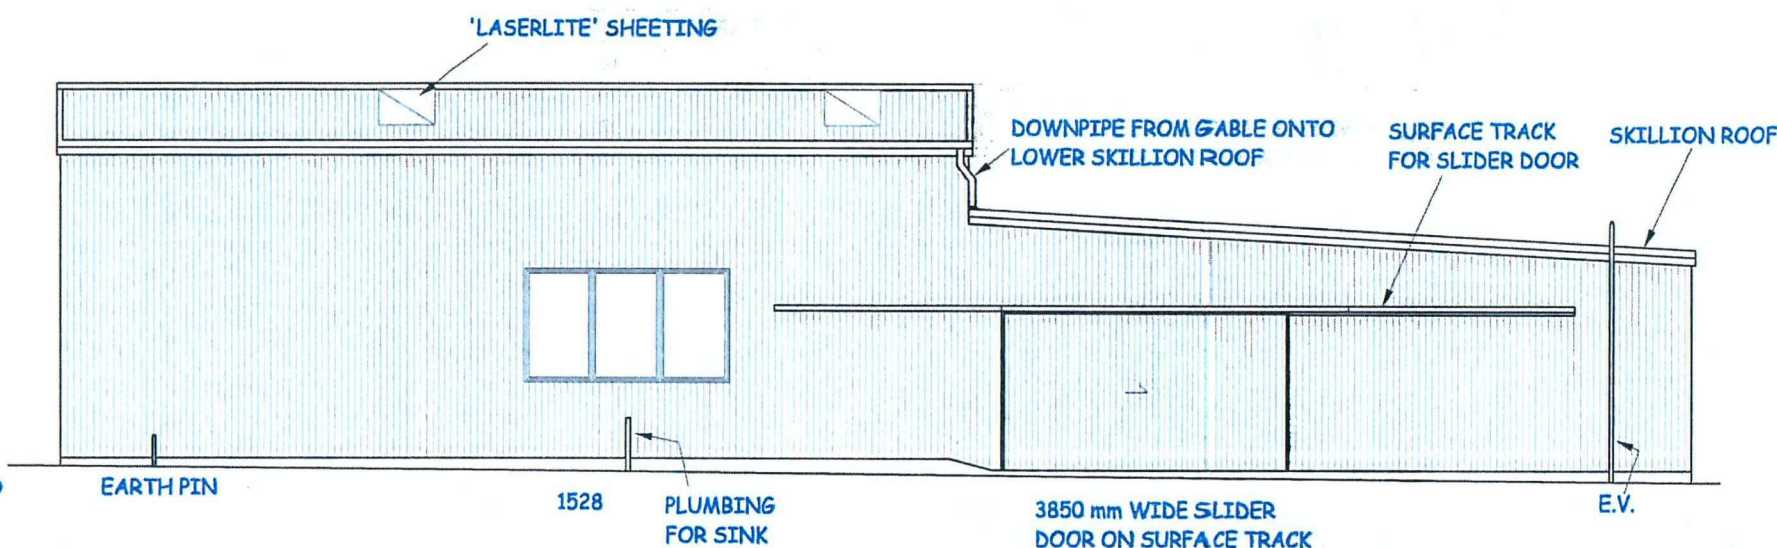 'LASERLITE' SHEETING
DOWNPIPE FROM GABLE ONTO
LOWER SKILLION ROOF
SURFACE TRACK
FOR SLIDER DOOR
SKILLION ROOF
EARTH PIN
1528
PLUMBING
FOR SINK
3850 mm WIDE SLIDER
DOOR ON SURFACE TRACK
E.V.